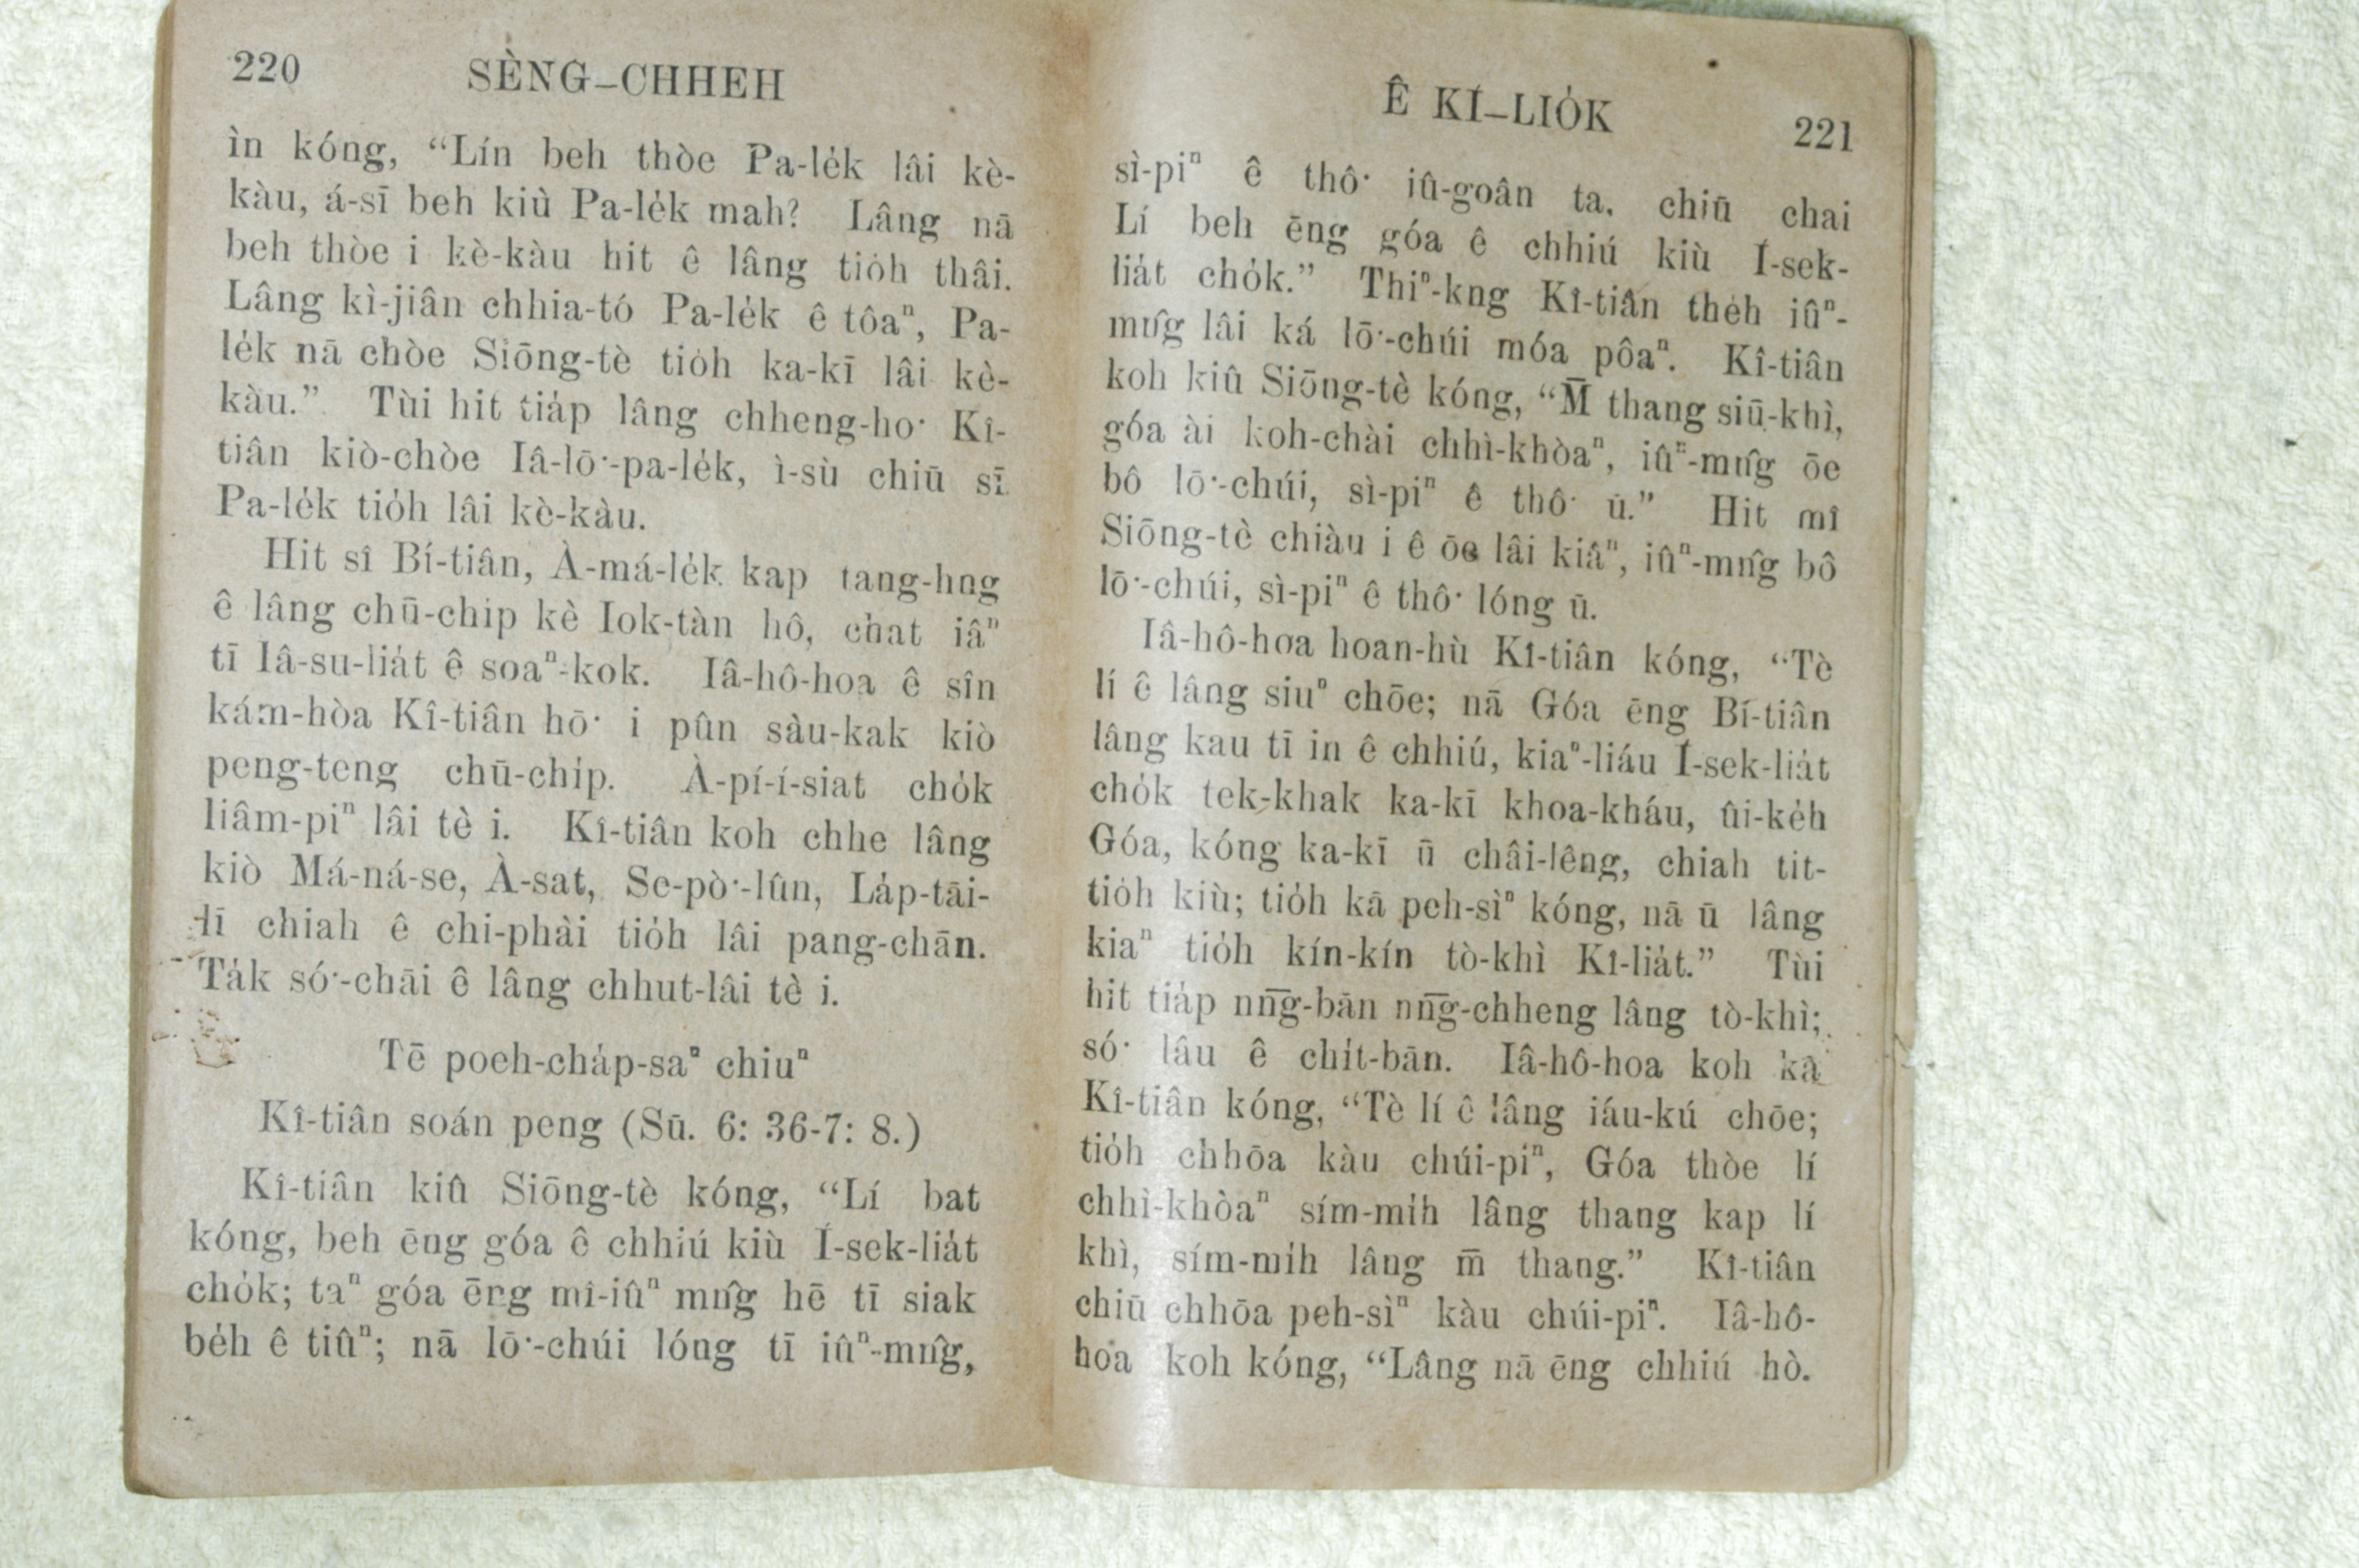 220 SÈNG-CHHEH
ìn kóng, “Lín beh thòe Pa-le̍k lâi kè-
kàu, á-sī beh kiù Pa-le̍k mah? Lâng nā
beh thòe i kè-kàu hit ê lâng tio̍h thâi.
Lâng kì-jiân chhia-tó Pa-le̍k ê tôaⁿ, Pa-
le̍k nā chòe Siōng-tè tio̍h ka-kī lâi kè-
kàu.” Tùi hit tia̍p lâng chheng-ho͘ Kî-
tiân kiò-chòe Iâ-lō͘-pa-le̍k, ì-sù chiū sī
Pa-le̍k tio̍h lâi kè-kàu.
Hit sî Bí-tiân, À-má-le̍k kap tang-hng
ê lâng chū-chip kè Iok-tàn hô, chat iâⁿ
tī Iâ-su-lia̍t ê soaⁿ-kok. Iâ-hô-hoa ê sîn
kám-hòa Kî-tiân hō͘ i pûn sàu-kak kiò
peng-teng chū-chi̍p. À-pí-í-siat cho̍k
liâm-piⁿ lâi tè i. Kî-tiân koh chhe lâng
kiò Má-ná-se, À-sat, Se-pò͘-lûn, La̍p-tāi-
lī chiah ê chi-phài tio̍h lâi pang-chān.
Ta̍k só͘-chāi ê lâng chhut-lâi tè i.
Tē poeh-cha̍p-saⁿ chiuⁿ
Kî-tiân soán peng (Sū. 6: 36-7: 8.)
Kî-tiân kiû Siōng-tè kóng, “Lí bat
kóng, beh ēng góa ê chhiú kiù Í-sek-lia̍t
cho̍k; taⁿ góa ēng mî-iûⁿ mn̂g hē tī siak
be̍h ê tiûⁿ; nā lō͘-chúi lóng tī iûⁿ-mn̂g,
Ê KÍ-LIO̍K 221
sì-piⁿ ê thô͘ iû-goân ta, chiū chai
Lí beh ēng góa ê chhiú kiù Í-sek-
lia̍t cho̍k.” Thiⁿ-kng Kî-tiân the̍h iûⁿ-
mn̂g lâi ká lō͘-chúi móa pôaⁿ. Kî-tiân
koh kiû Siōng-tè kóng, “M̄ thang siū-khì,
góa ài koh-chài chhì-khòaⁿ, iûⁿ-mn̂g ōe
bô lō͘-chúi, sì-piⁿ ê thô͘ ū.” Hit mî
Siōng-tè chiàu i ê ōe lâi kiâⁿ, iûⁿ-mn̂g bô
lō͘-chúi, sì-piⁿ ê thô͘ lóng ū.
Iâ-hô-hoa hoan-hù Kî-tiân kóng, “Tè
lí ê lâng siuⁿ chōe; nā Góa ēng Bí-tiân
lâng kau tī in ê chhiú, kiaⁿ-liáu Í-sek-lia̍t
cho̍k tek-khak ka-kī khoa-kháu, ûi-ke̍h
Góa, kóng ka-kī ū châi-lêng, chiah tit-
tio̍h kiù; tio̍h kā peh-sìⁿ kóng, nā ū lâng
kiaⁿ tio̍h kín-kín tò-khì Kî-lia̍t.” Tùi
hit tia̍p nn̄g-bān nn̄g-chheng lâng tò-khì;
só͘ lâu ê chi̍t-bān. Iâ-hô-hoa koh kā
Kî-tiân kóng, “Tè lí ê lâng iáu-kú chōe;
tio̍h chhōa kàu chúi-piⁿ, Góa thòe lí
chhì-khòaⁿ sím-mi̍h lâng thang kap lí
khì, sím-mi̍h lâng m̄ thang.” Kî-tiân
chiū chhōa peh-sìⁿ kàu chúi-piⁿ. Iâ-hô-
hoa koh kóng, “Lâng nā ēng chhiú hò.